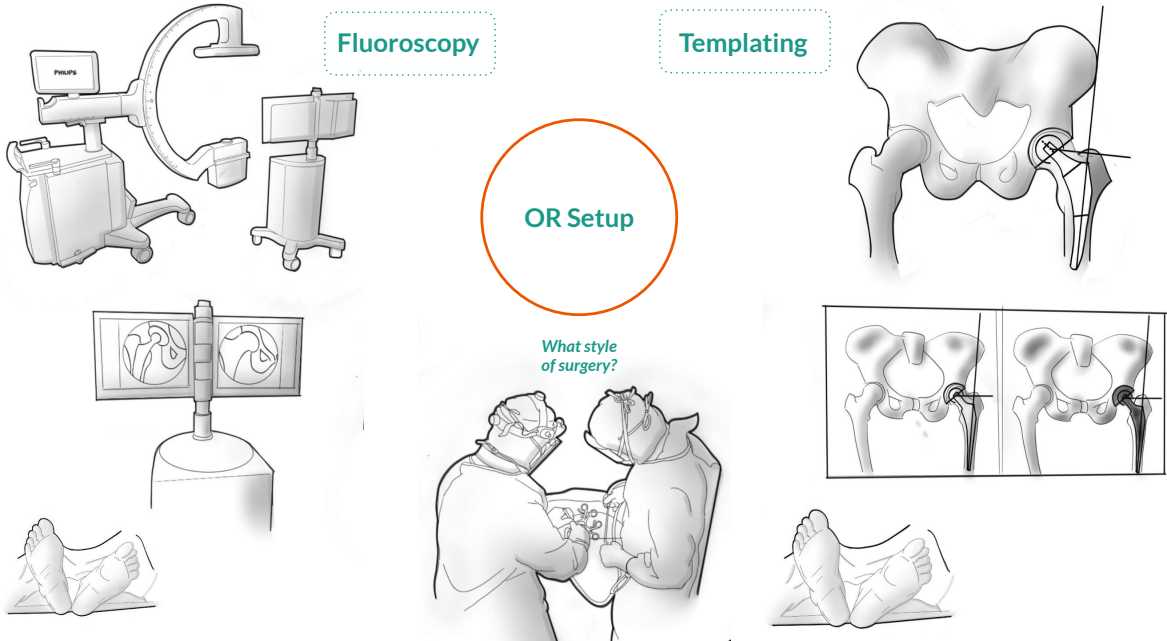 Fluoroscopy
Templating
PHILIPS
OR Setup
What style
of surgery?